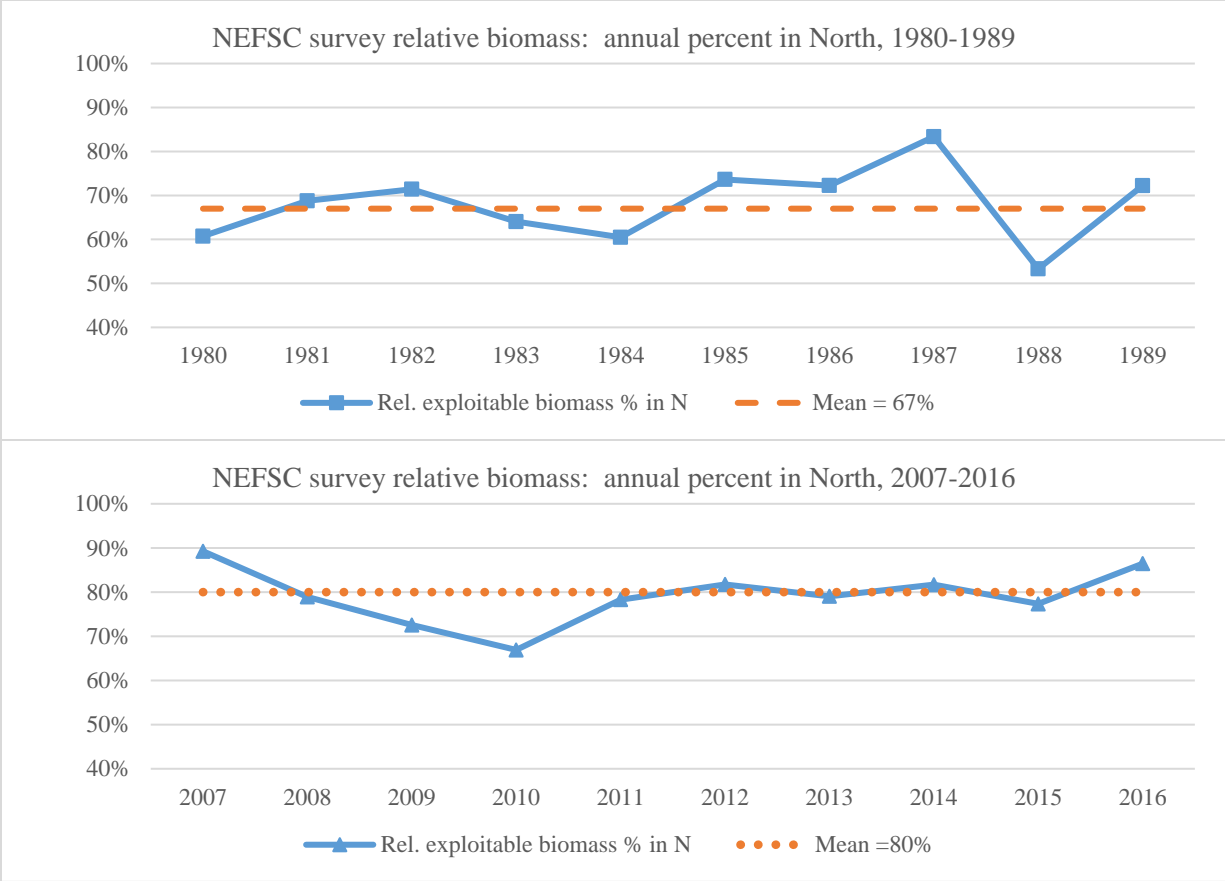 NEFSC survey relative biomass:  annual percent in North, 1980-1989
100%
90%
80%
70%
60%
50%
40%
1980 1981 1982 1983 1984 1985 1986 1987 1988 1989
Rel. exploitable biomass % in N Mean = 67%
NEFSC survey relative biomass:  annual percent in North, 2007-2016
100%
90%
80%
70%
60%
50%
40%
2007 2008 2009 2010 2011 2012 2013 2014 2015 2016
Rel. exploitable biomass % in N Mean =80%